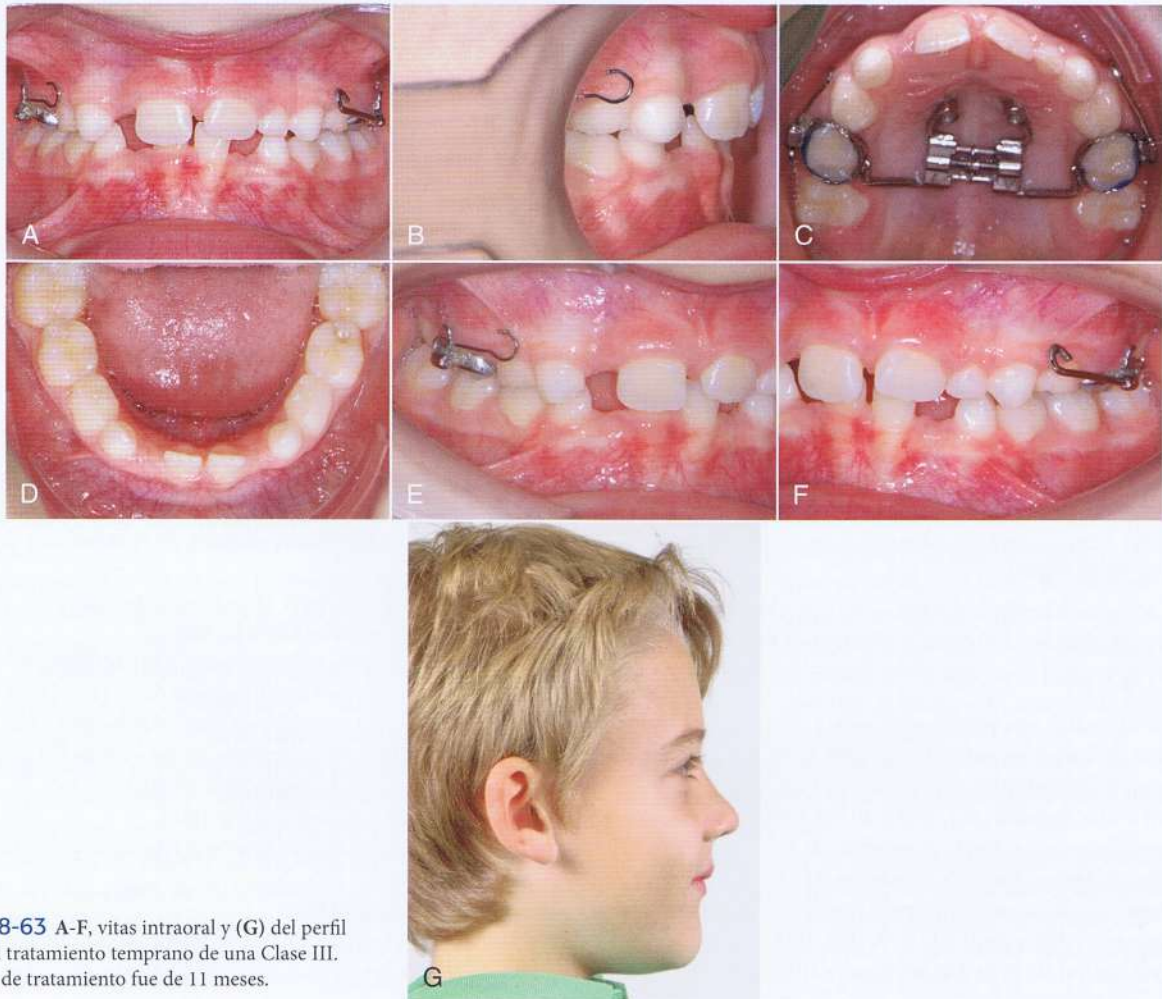 A
B
C
D
E
F
8-63 A-F, vitas intraoral y (G) del perfil
tratamiento temprano de una Clase III.
de tratamiento fue de 11 meses.
G